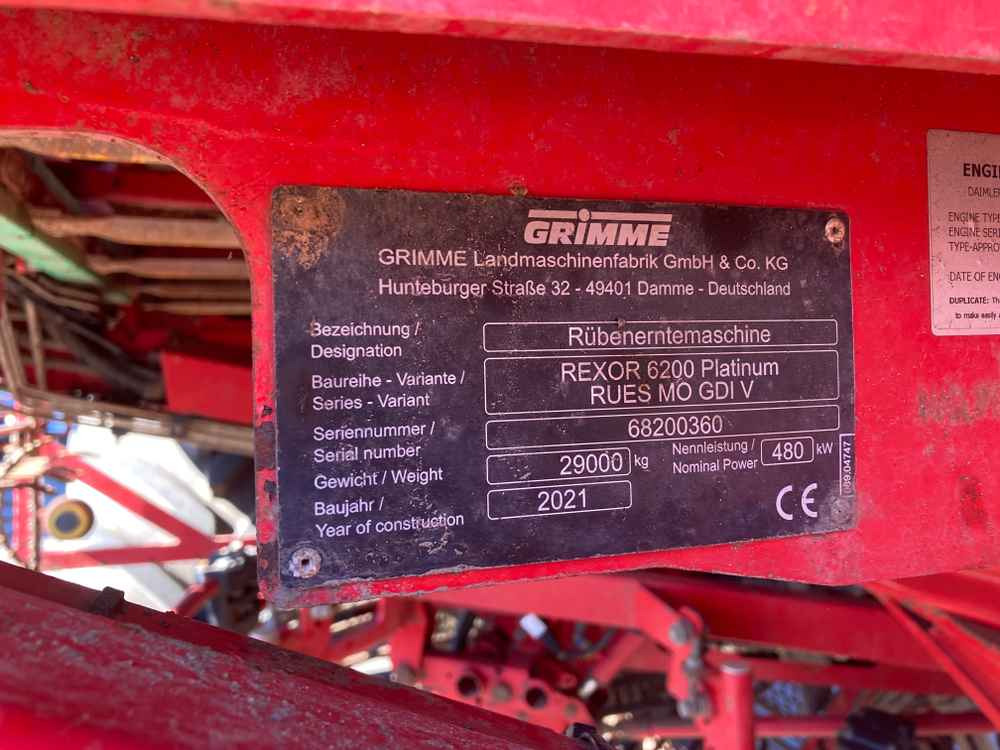 GRIMME
GRIMME Landmaschinenfabrik GmbH & Co. KG
Hunteburger Straße 32 - 49401 Damme - Deutschland
Bezeichnung /
Designation
Rübenerntemaschine
Baureihe - Variante /
Series - Variant
REXOR 6200 Platinum
RUES MO GDI V
Seriennummer /
Serial number
68200360
Gewicht / Weight
29000 kg
Nennleistung /
Nominal Power
480 kW
Baujahr /
Year of construction
2021
CE
069.04747
ENGI
DAIMLE
ENGINE TYP
ENGINE SERI
TYPE-APPRO
DATE OF EN
DUPLICATE: Th
to make easily a